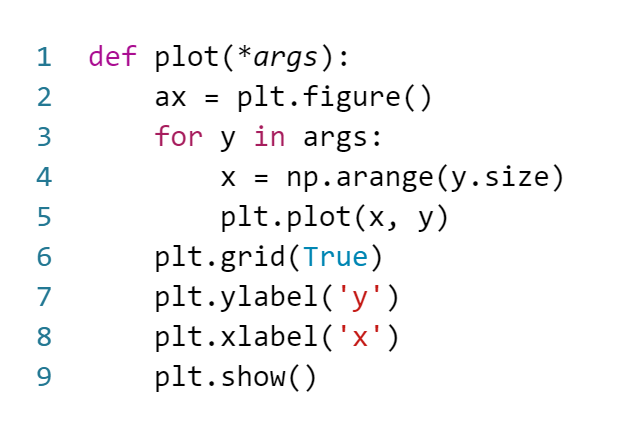 1 def plot(*args):
2     ax = plt.figure()
3     for y in args:
4         x = np.arange(y.size)
5         plt.plot(x, y)
6     plt.grid(True)
7     plt.ylabel('y')
8     plt.xlabel('x')
9     plt.show()